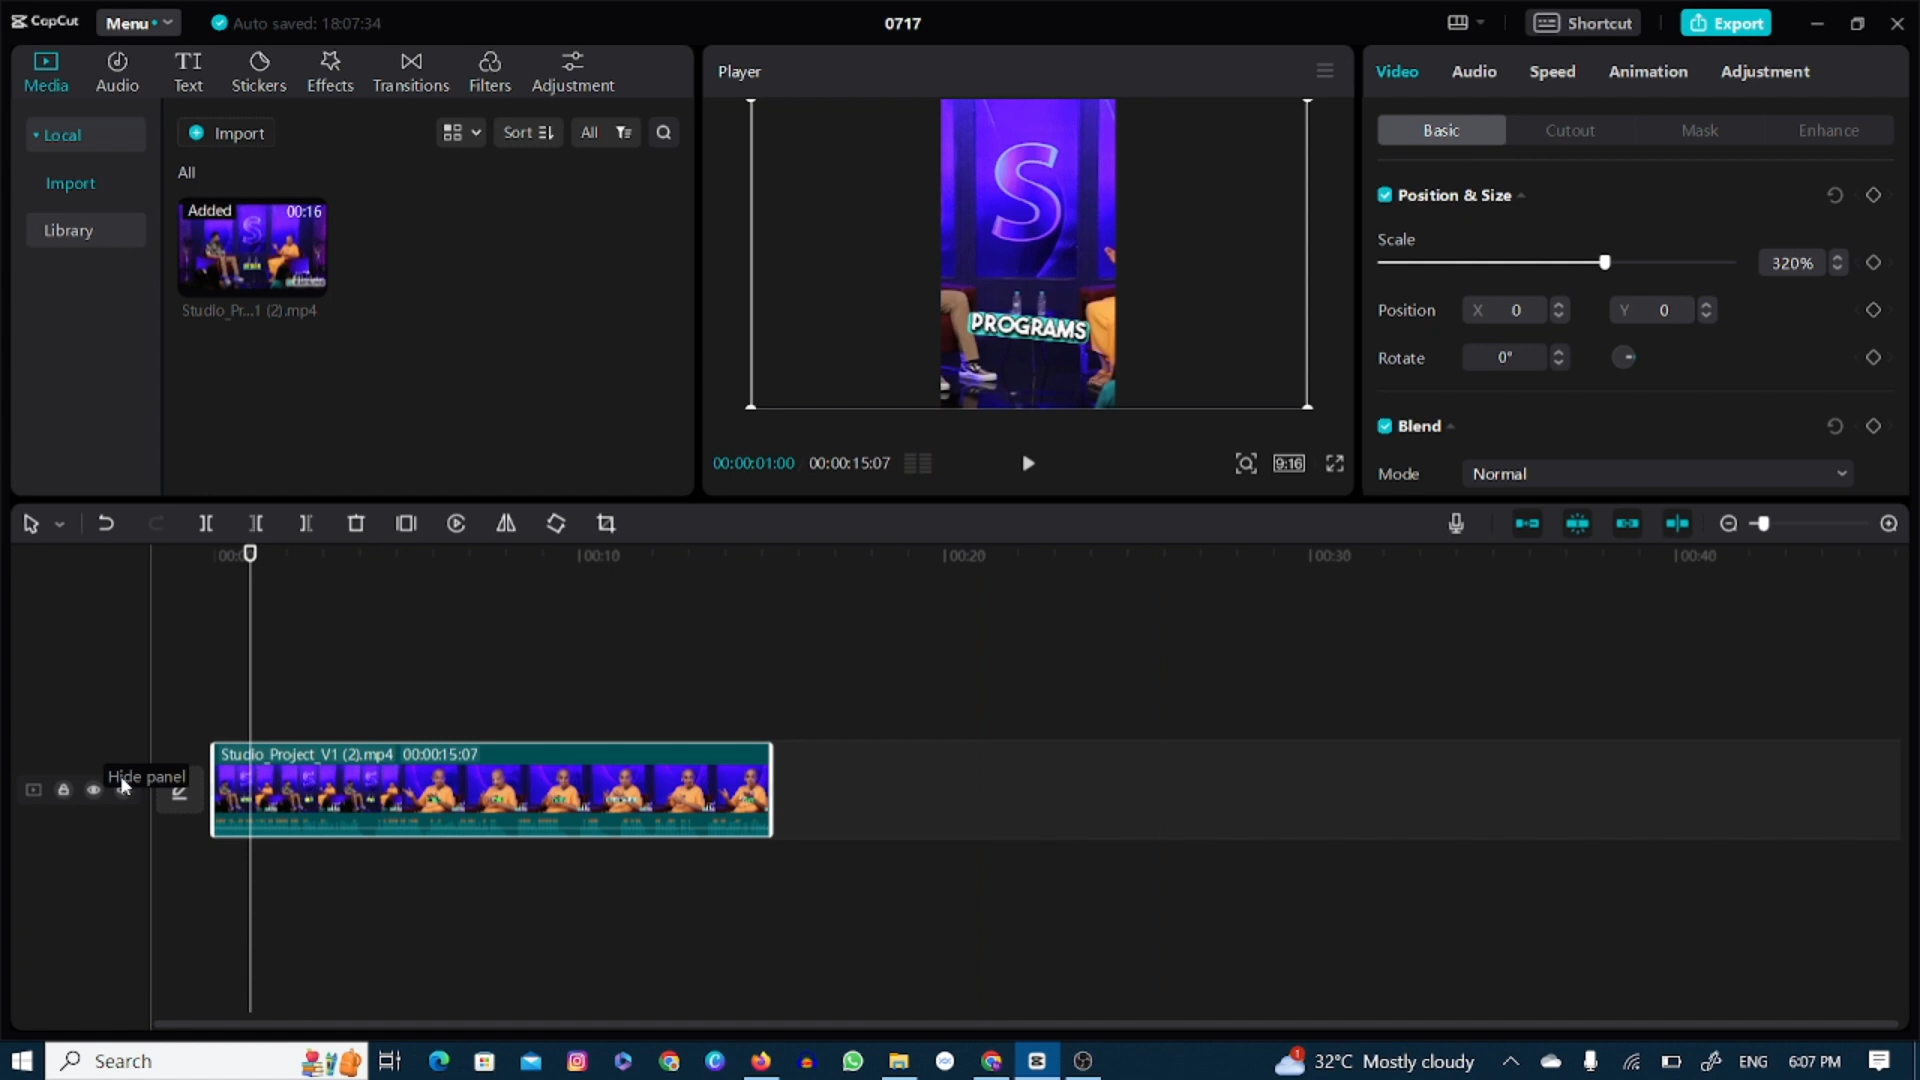 CapCut
Menu
Auto saved: 18:07:34
0717
Shortcut
Export
Media
Audio
Text
Stickers
Effects
Transitions
Filters
Adjustment
Local
Import
Library
Import
Sort
All
All
Added
00:16
Studio_Pr...1 (2).mp4
Player
S
PROGRAMS
00:00:01:00
00:00:15:07
9:16
Video
Audio
Speed
Animation
Adjustment
Basic
Cutout
Mask
Enhance
Position & Size
Scale
320%
Position
X 0
Y 0
Rotate
0°
Blend
Mode
Normal
00:10
00:20
00:30
00:40
Studio_Project_V1 (2).mp4 00:00:15:07
Hide panel
Search
1
32°C Mostly cloudy
ENG
6:07 PM